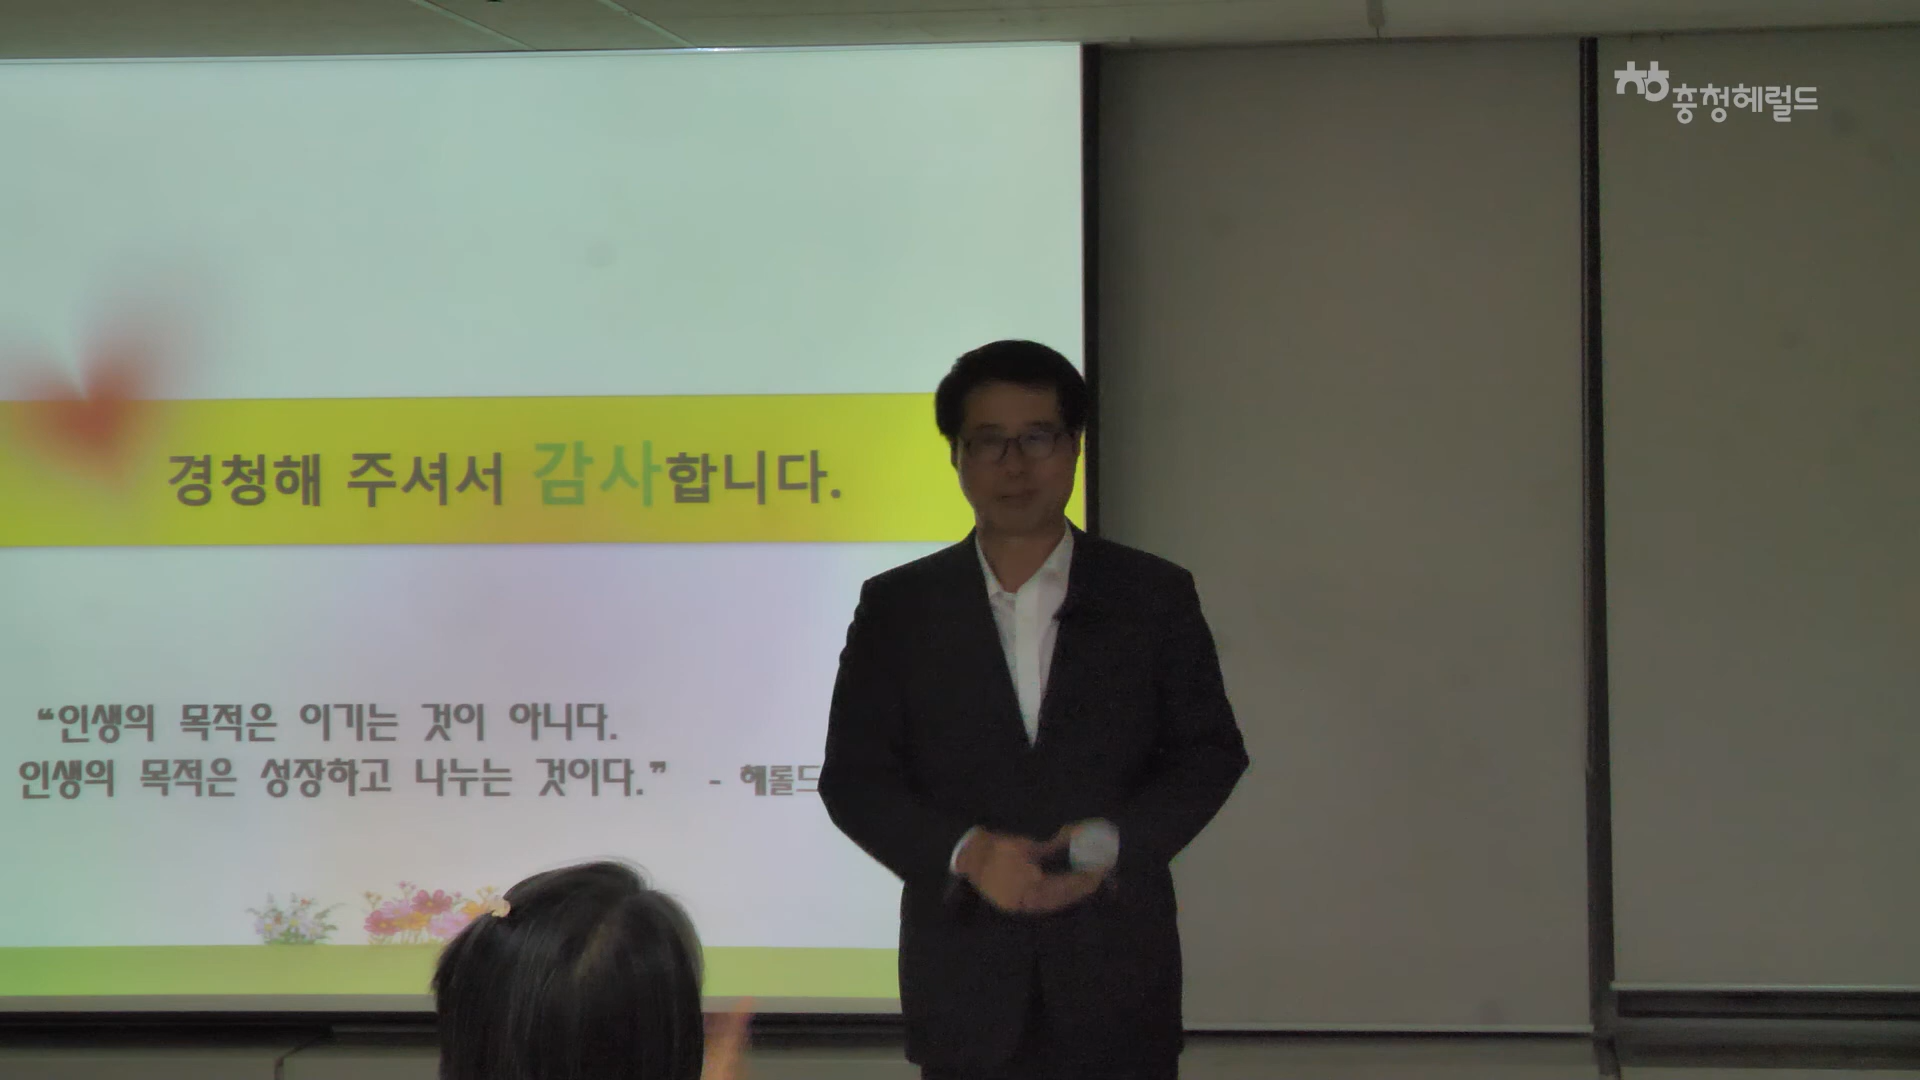 충청헤럴드
경청해 주셔서 감사합니다.
“인생의 목적은 이기는 것이 아니다.
인생의 목적은 성장하고 나누는 것이다.” - 헤롤드